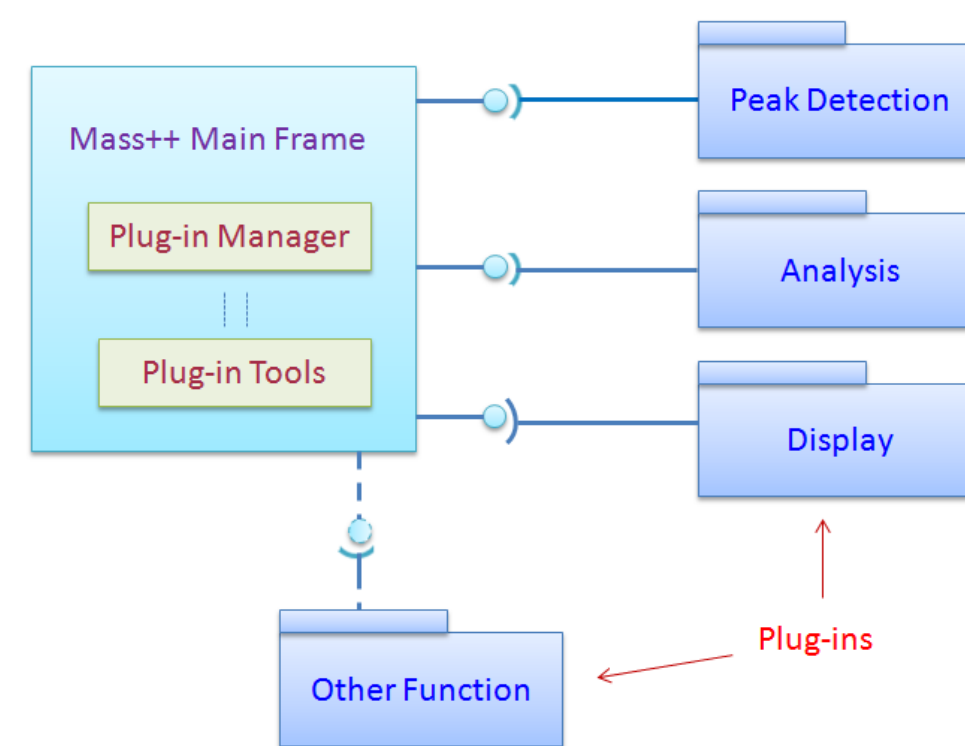 Peak Detection
Mass++ Main Frame
Plug-in Manager
Analysis
Plug-in Tools
Display
Plug-ins
Other Function